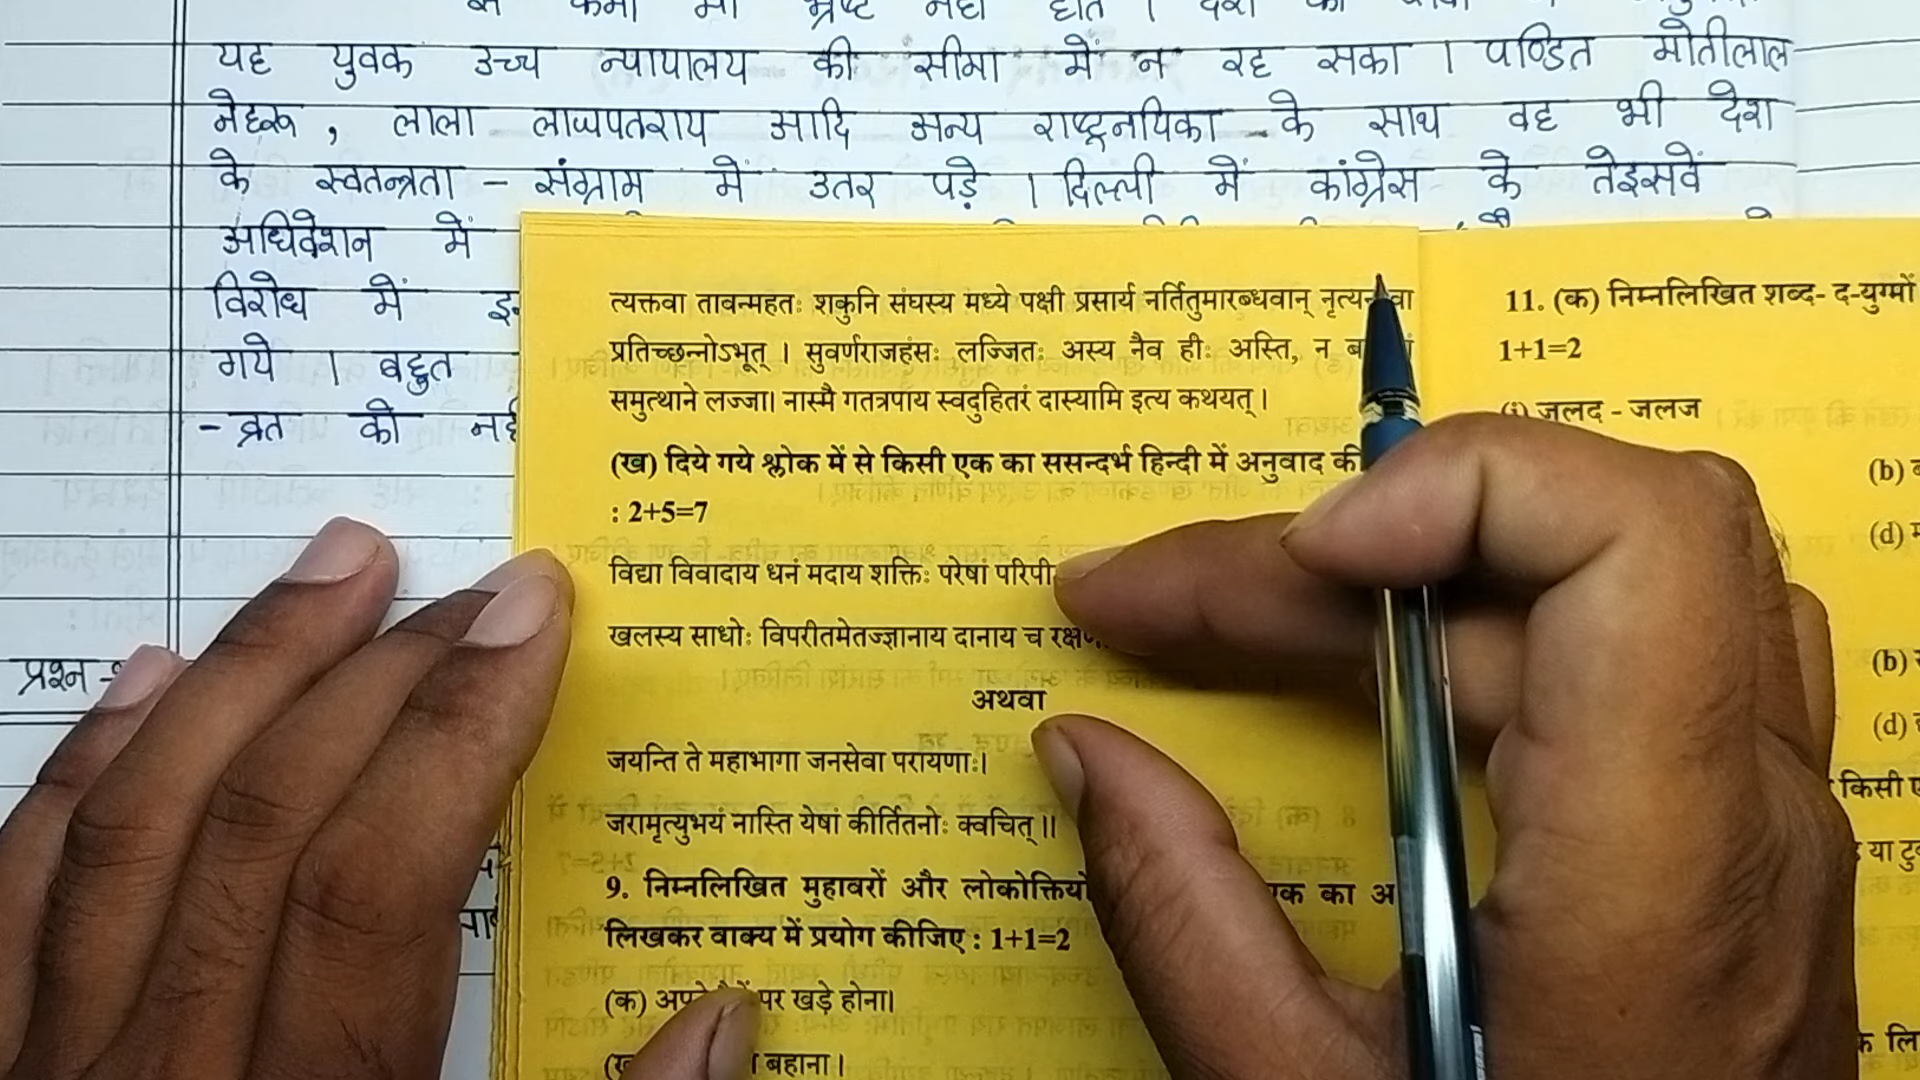 यह युवक उच्च न्यायालय की सीमा में न रह सका । पण्डित मोतीलाल
नेहरू , लाला लाजपतराय आदि अन्य राष्ट्रनायिका के साथ वह भी देश
के स्वतन्त्रता - संग्राम में उतर पड़े । दिल्ली में कांग्रेस के तेइसवें
अधिवेशन में
विरोध में
गये । बहुत
- व्रत को
प्रश्न -
त्यक्तवा तावन्महतः शकुनि संघस्य मध्ये पक्षी प्रसार्य नर्तितुमारब्धवान्
प्रतिच्छन्नोऽभूत् । सुवर्णराजहंसः लज्जितः अस्य नैव हीः अस्ति, न
समुत्थाने लज्जा। नास्मै गतत्रपाय स्वदुहितरं दास्यामि इत्य कथयत् ।
(ख) दिये गये श्लोक में से किसी एक का ससन्दर्भ हिन्दी में अनुवाद
: 2+5=7
विद्या विवादाय धनं मदाय शक्तिः परेषां
खलस्य साधोः विपरीतमेतज्ज्ञानाय दानाय च
अथवा
जयन्ति ते महाभागा जनसेवा परायणाः।
जरामृत्युभयं नास्ति येषां कीर्तितनोः क्वचित् ॥
9. निम्नलिखित मुहावरों और लोकोक्तियों का
लिखकर वाक्य में प्रयोग कीजिए : 1+1=2
(क) पर खड़े होना।
बहाना ।
11. (क) निम्नलिखित शब्द- द-युग्मों
1+1=2
(i) जलद - जलज
(b)
(d)
(b)
(d)
किसी
या